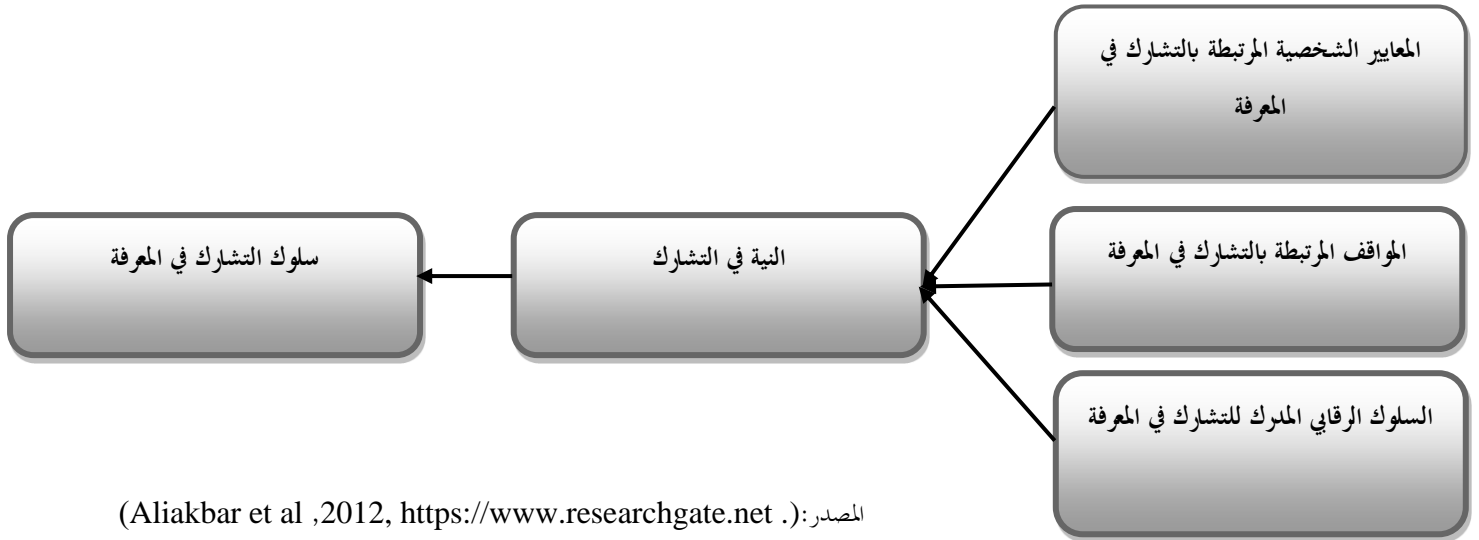 المعايير الشخصية المرتبطة بالتشارك في
المعرفة
المواقف المرتبطة بالتشارك في المعرفة
النية في التشارك
سلوك التشارك في المعرفة
السلوك الرقابي المدرك للتشارك في المعرفة
المصدر:(Aliakbar et al ,2012, https://www.researchgate.net .)